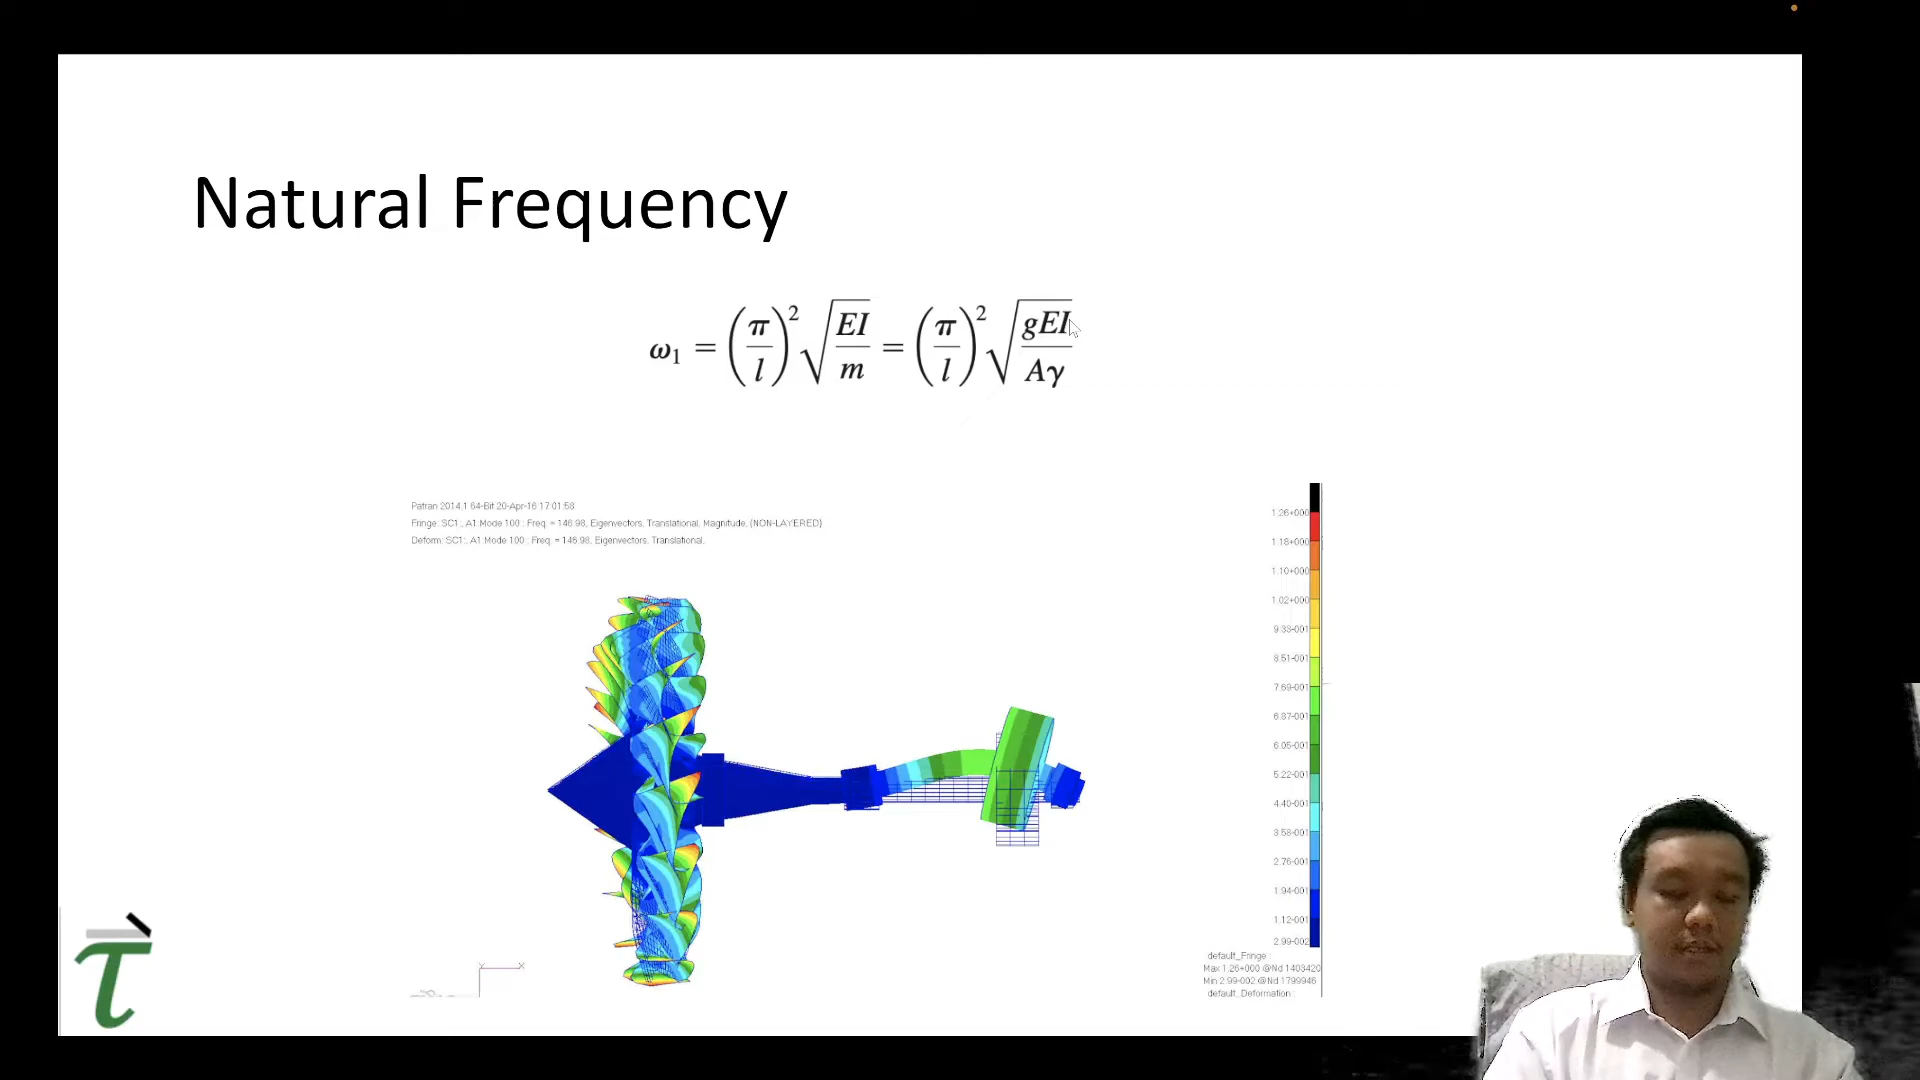 Natural Frequency
ω₁ = (π/l)² √(EI/m) = (π/l)² √(gEI/Aγ)
Patran 2014.1 64-Bit 20-Apr-16 17:01:58
Fringe: SC1:, A1:Mode 100 : Freq. = 146.98, Eigenvectors, Translational, Magnitude, (NON-LAYERED)
Deform: SC1:, A1:Mode 100 : Freq. = 146.98, Eigenvectors, Translational,
1.26+000
1.18+000
1.10+000
1.02+000
9.33-001
8.51-001
7.69-001
6.87-001
6.05-001
5.22-001
4.40-001
3.58-001
2.76-001
1.94-001
1.12-001
2.99-002
default_Fringe :
Max 1.26+000 @Nd 1403420
Min 2.99-002 @Nd 1799946
default_Deformation :
X
τ